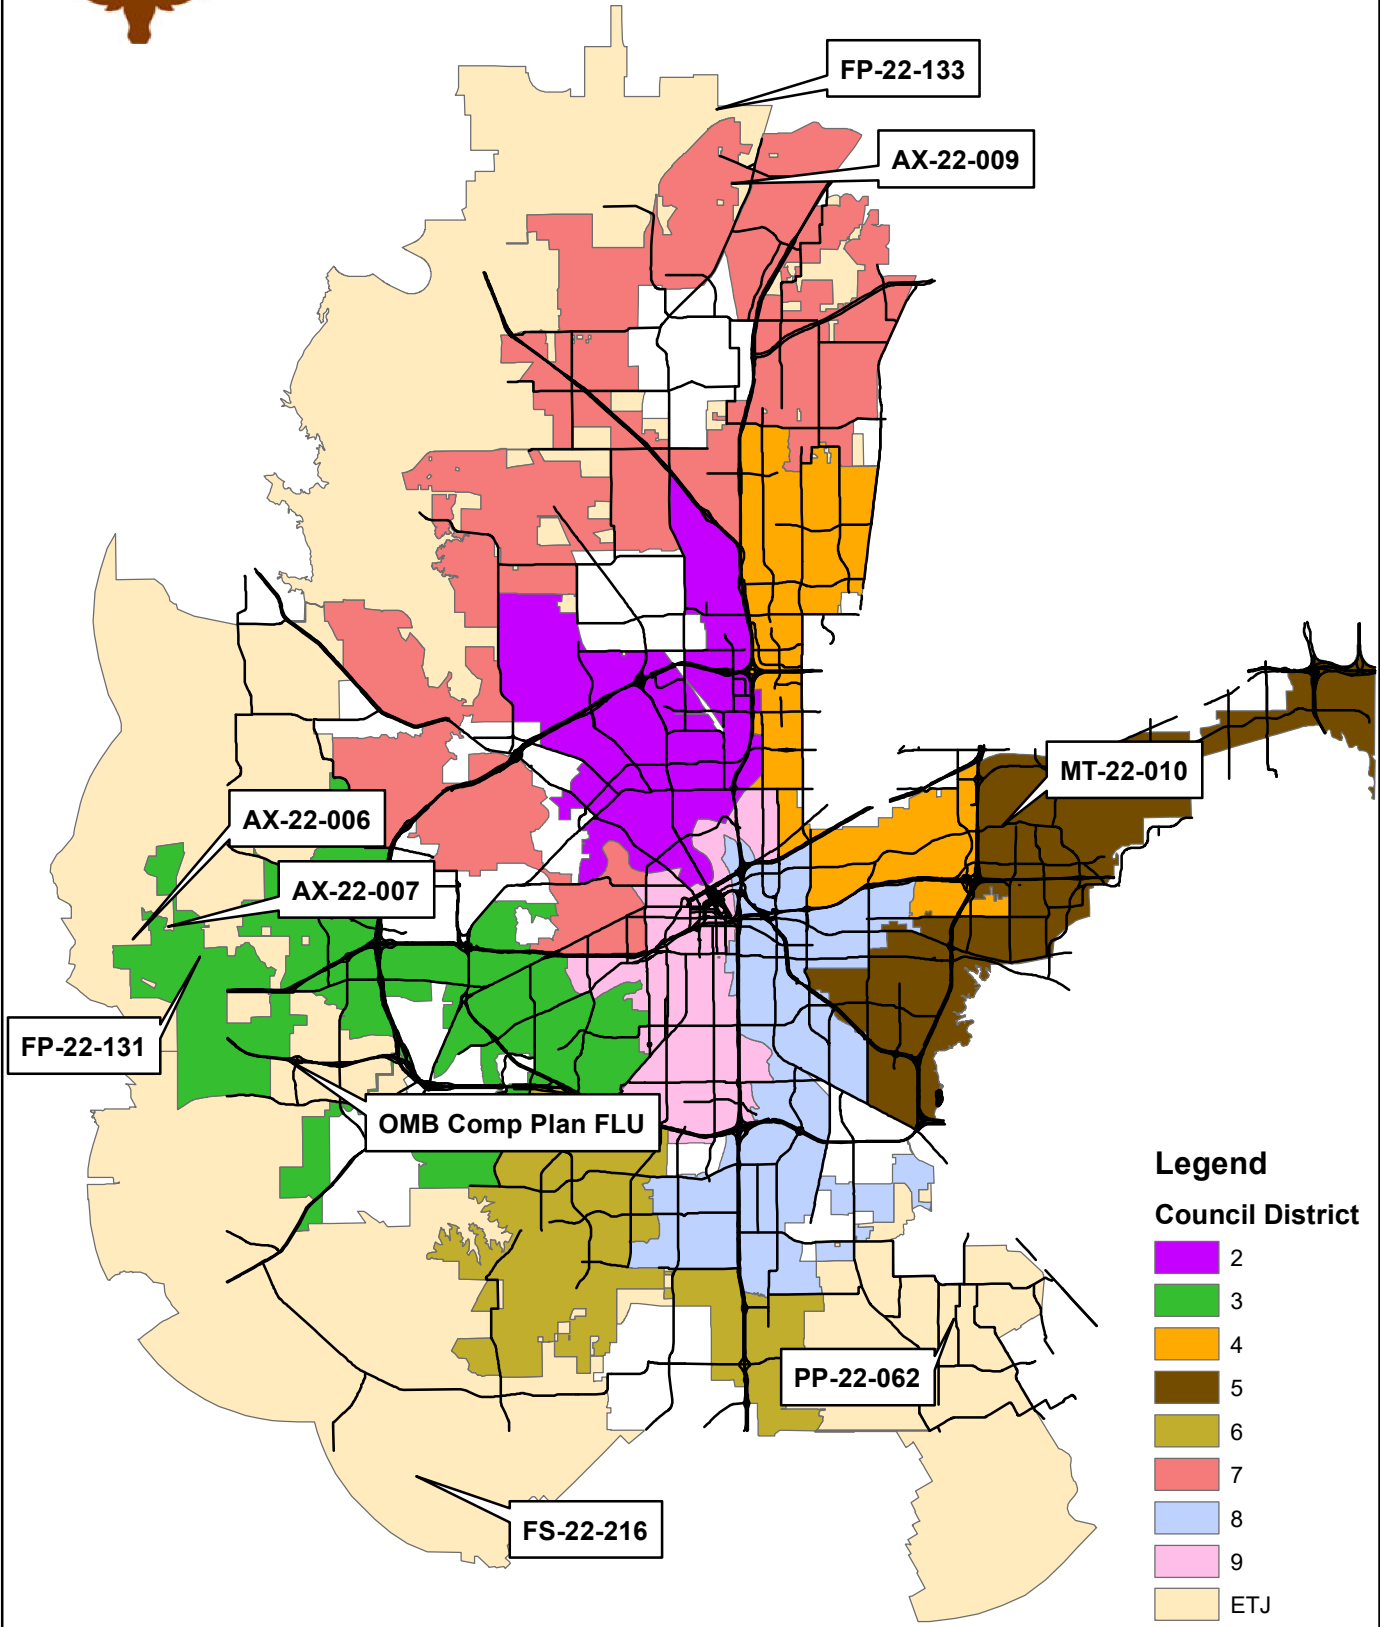 FP-22-133
AX-22-009
MT-22-010
AX-22-006
AX-22-007
FP-22-131
OMB Comp Plan FLU
PP-22-062
FS-22-216
Legend
Council District
2
3
4
5
6
7
8
9
ETJ